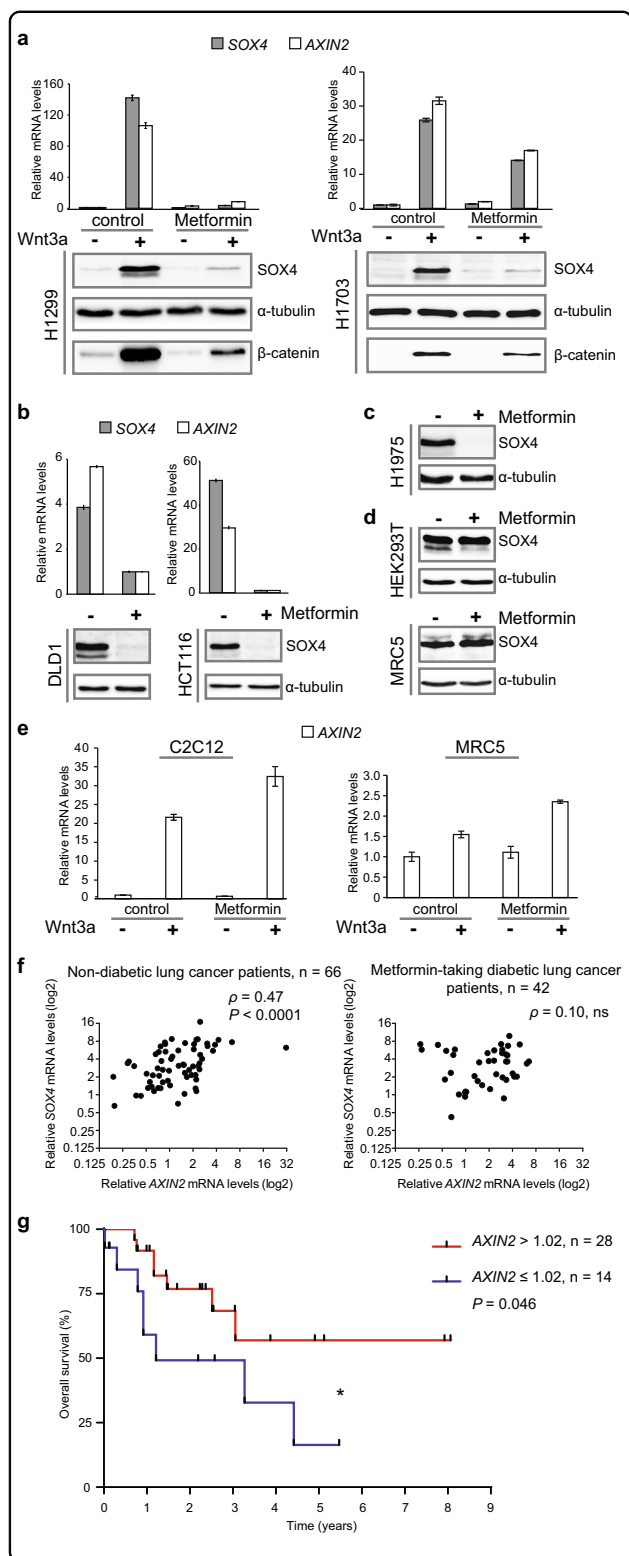 a
SOX4 AXIN2
Relative mRNA levels
160
120
80
40
0
control Metformin
Wnt3a - + - +
H1299
SOX4
α-tubulin
β-catenin
Relative mRNA levels
40
30
20
10
0
control Metformin
- + - +
H1703
SOX4
α-tubulin
β-catenin
b
SOX4 AXIN2
Relative mRNA levels
6
4
2
0
Relative mRNA levels
60
40
20
0
- + - + Metformin
DLD1
HCT116
SOX4
α-tubulin
c
- + Metformin
H1975
SOX4
α-tubulin
d
- + Metformin
HEK293T
SOX4
α-tubulin
- + Metformin
MRC5
SOX4
α-tubulin
e
AXIN2
C2C12
Relative mRNA levels
40
35
30
25
20
15
10
5
0
control Metformin
Wnt3a - + - +
MRC5
Relative mRNA levels
3.0
2.5
2.0
1.5
1.0
0.5
0
control Metformin
Wnt3a - + - +
f
Non-diabetic lung cancer patients, n = 66
ρ = 0.47
P < 0.0001
Relative SOX4 mRNA levels (log2)
16
8
4
2
1
0.5
0.25
0.125
0.125 0.25 0.5 1 2 4 8 16 32
Relative AXIN2 mRNA levels (log2)
Metformin-taking diabetic lung cancer
patients, n = 42
ρ = 0.10, ns
Relative SOX4 mRNA levels (log2)
16
8
4
2
1
0.5
0.25
0.125
0.125 0.25 0.5 1 2 4 8 16 32
Relative AXIN2 mRNA levels (log2)
g
Overall survival (%)
100
75
50
25
0
AXIN2 > 1.02, n = 28
AXIN2 ≤ 1.02, n = 14
P = 0.046
*
0 1 2 3 4 5 6 7 8 9
Time (years)